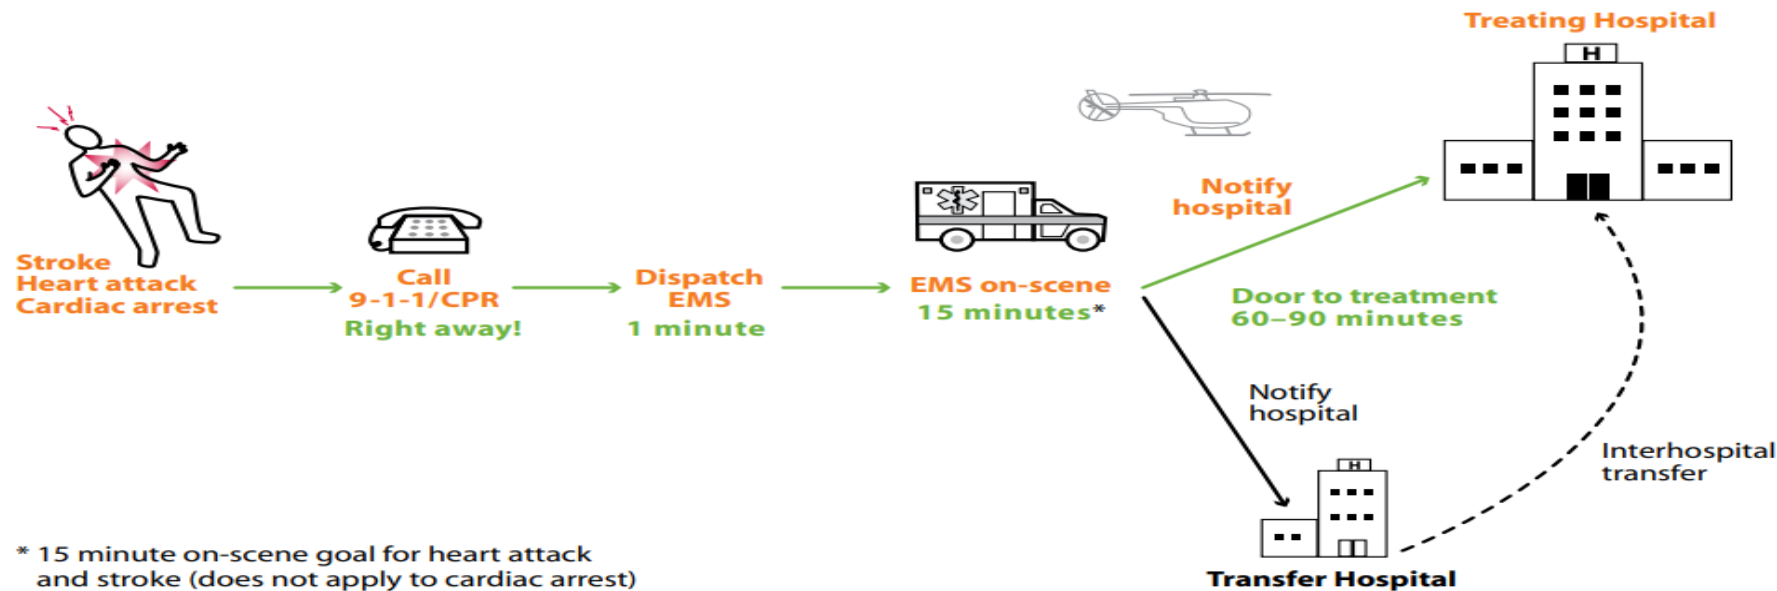 Treating Hospital
H
Notify
hospital
Stroke
Heart attack
Cardiac arrest
Call
9-1-1/CPR
Right away!
Dispatch
EMS
1 minute
EMS on-scene
15 minutes*
Door to treatment
60–90 minutes
Notify
hospital
Interhospital
transfer
H
Transfer Hospital
* 15 minute on-scene goal for heart attack
and stroke (does not apply to cardiac arrest)